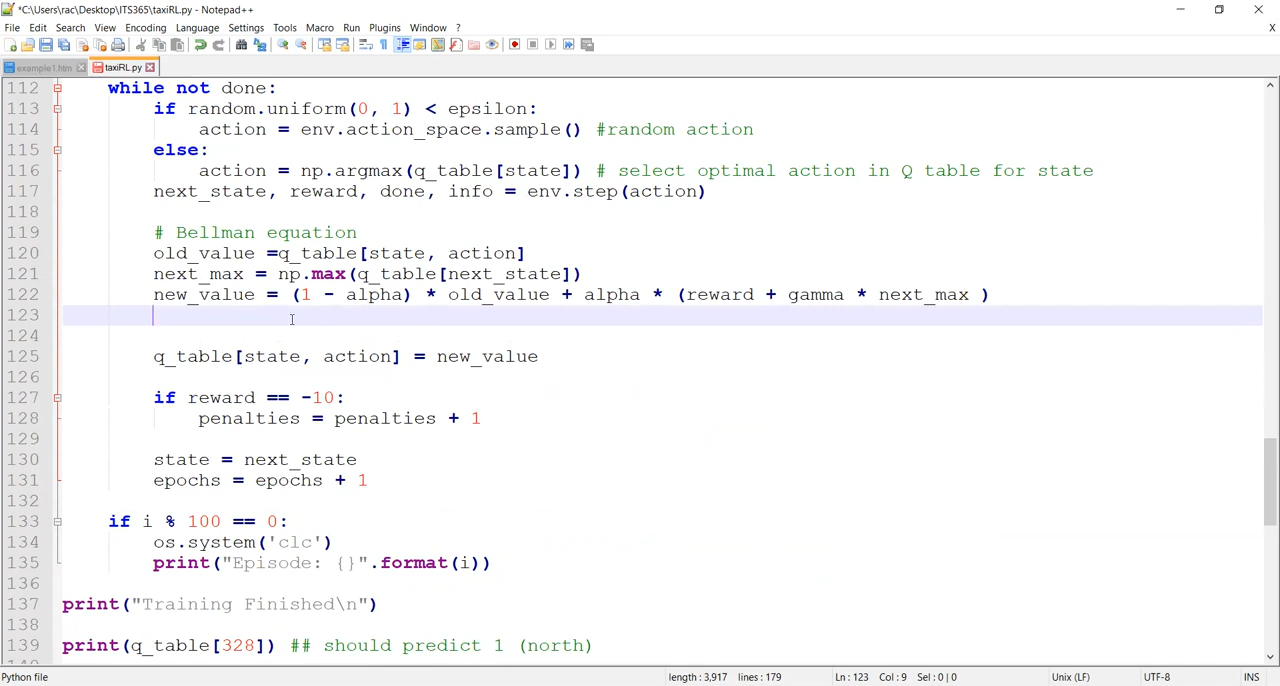 *C:\Users\rac\Desktop\ITS365\taxiRL.py - Notepad++
File Edit Search View Encoding Language Settings Tools Macro Run Plugins Window ? X
example1.htm taxiRL.py
112 while not done:
113 if random.uniform(0, 1) < epsilon:
114 action = env.action_space.sample() #random action
115 else:
116 action = np.argmax(q_table[state]) # select optimal action in Q table for state
117 next_state, reward, done, info = env.step(action)
118
119 # Bellman equation
120 old_value =q_table[state, action]
121 next_max = np.max(q_table[next_state])
122 new_value = (1 - alpha) * old_value + alpha * (reward + gamma * next_max )
123
124
125 q_table[state, action] = new_value
126
127 if reward == -10:
128 penalties = penalties + 1
129
130 state = next_state
131 epochs = epochs + 1
132
133 if i % 100 == 0:
134 os.system('clc')
135 print("Episode: {}".format(i))
136
137 print("Training Finished\n")
138
139 print(q_table[328]) ## should predict 1 (north)
Python file length : 3,917 lines : 179 Ln : 123 Col : 9 Sel : 0 | 0 Unix (LF) UTF-8 INS